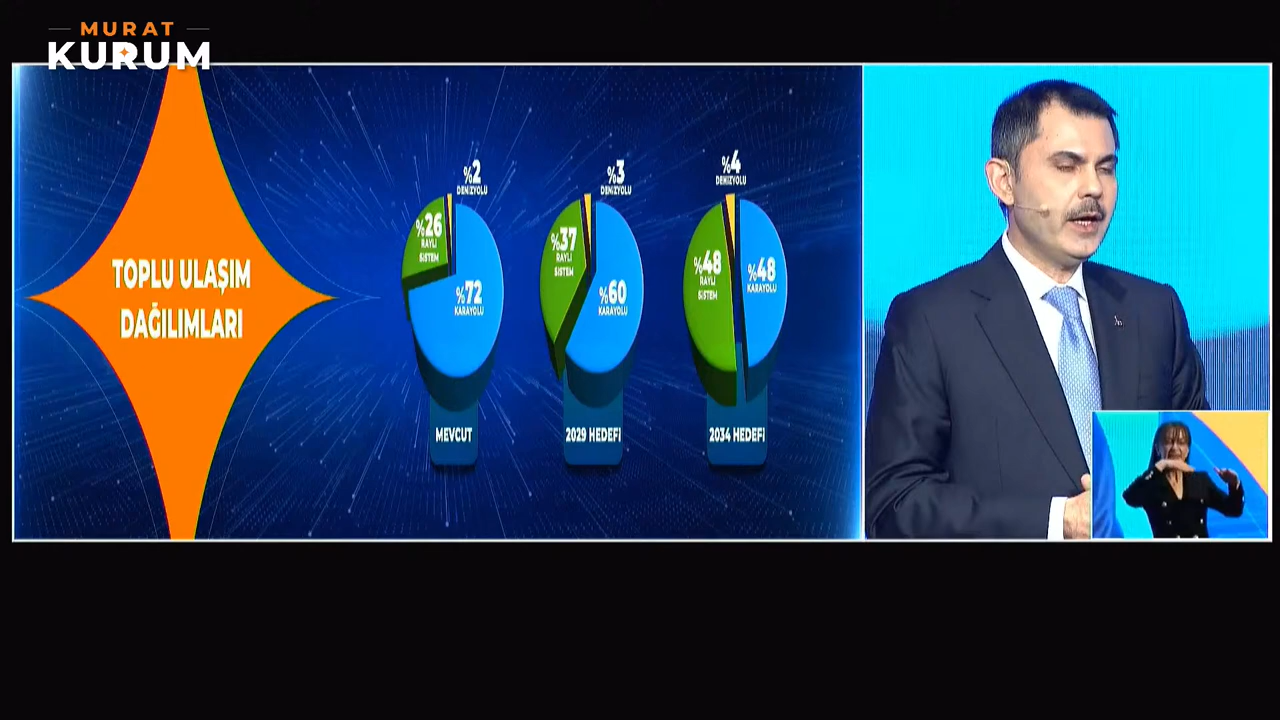 MURAT
KURUM
TOPLU ULAŞIM
DAĞILIMLARI
%2
DENİZYOLU
%26
RAYLI
SİSTEM
%72
KARAYOLU
MEVCUT
%3
DENİZYOLU
%37
RAYLI
SİSTEM
%60
KARAYOLU
2029 HEDEFİ
%4
DENİZYOLU
%48
RAYLI
SİSTEM
%48
KARAYOLU
2034 HEDEFİ